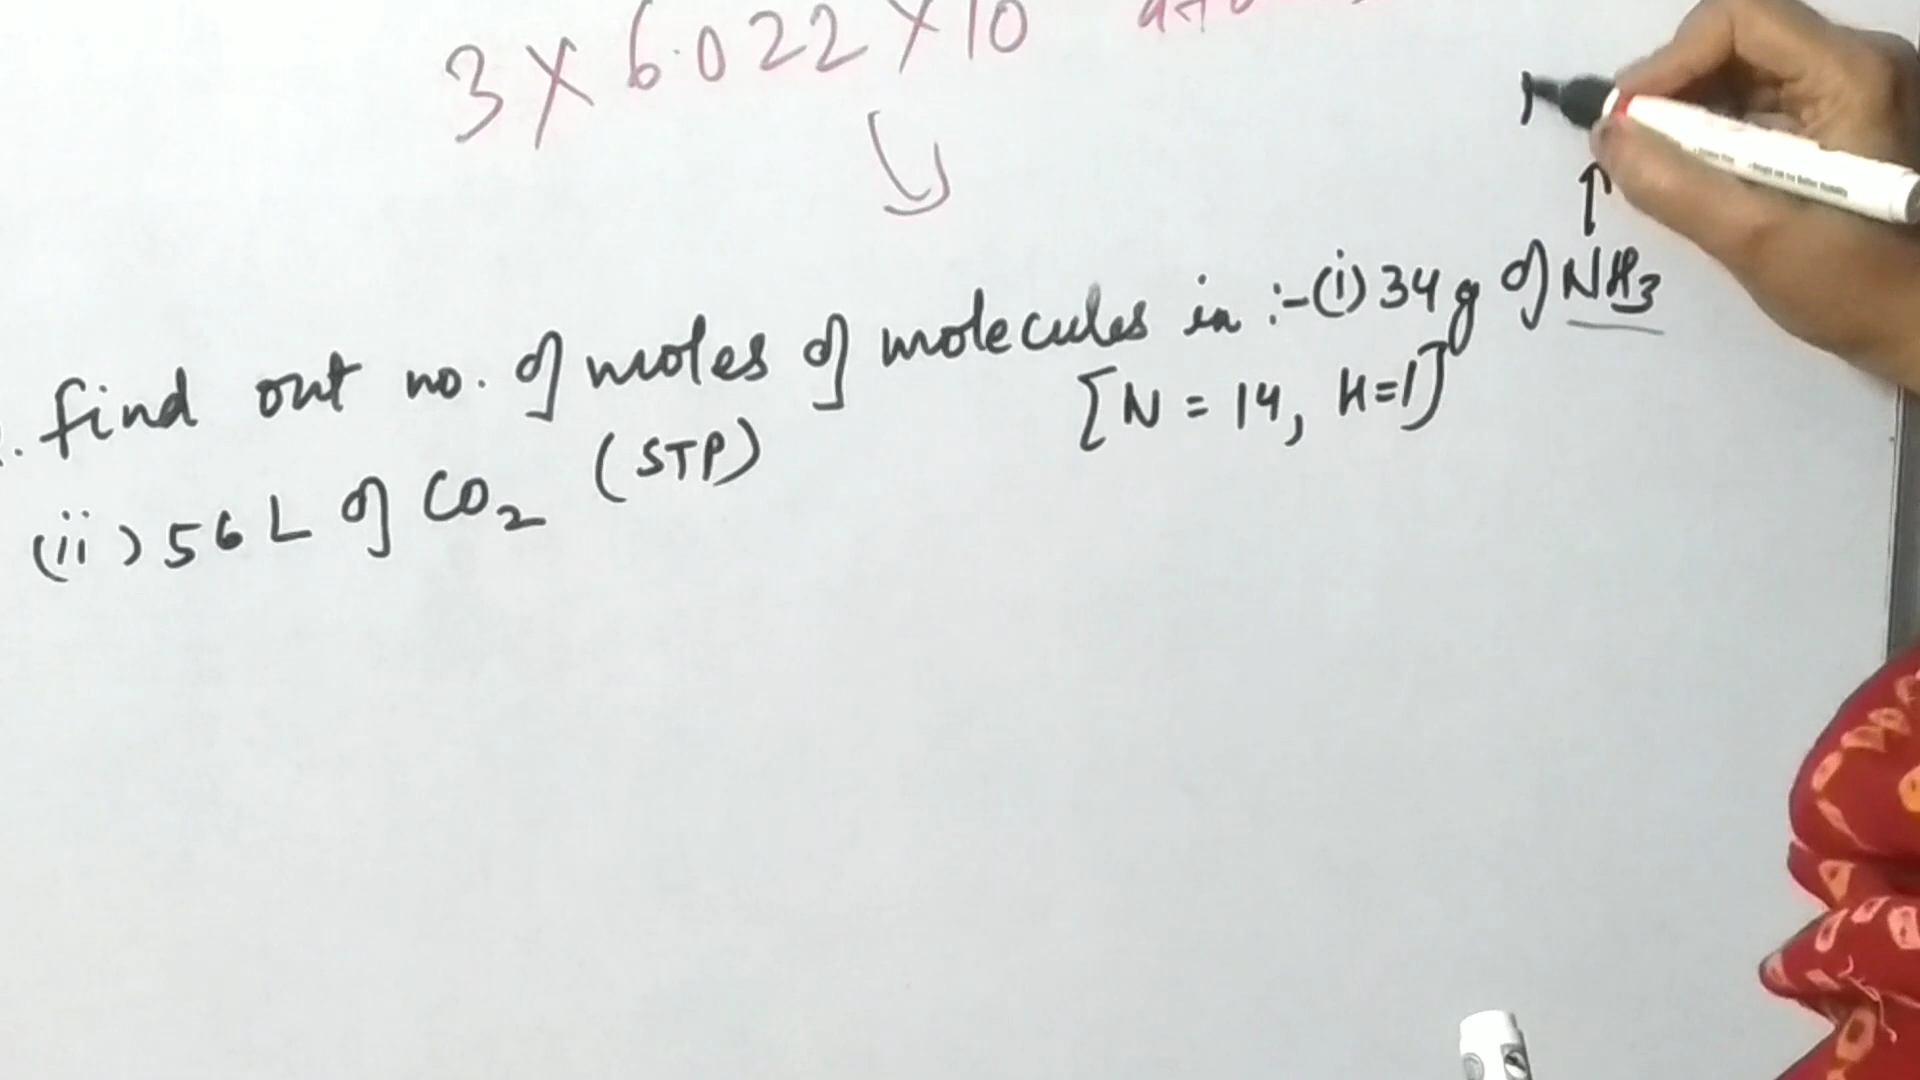 3 X 6.022 X 10
find out no. of moles of molecules in :- (i) 34 g of NH3
[N = 14, H=1]
(ii) 56 L of CO2 (STP)